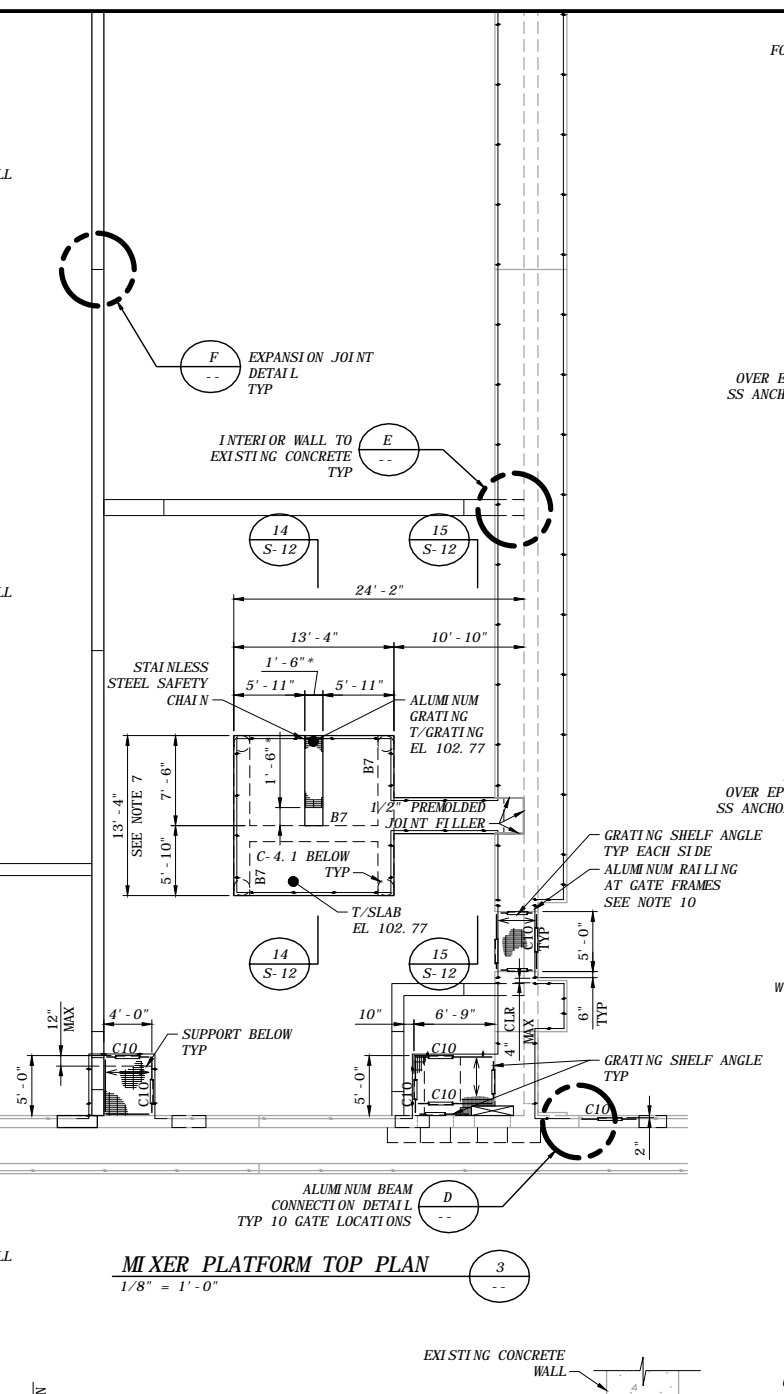 FO
LL
F
--
EXPANSION JOINT
DETAIL
TYP
OVER E
SS ANCH
INTERIOR WALL TO
EXISTING CONCRETE
TYP
E
--
14
S-12
15
S-12
LL
24'-2"
13'-4"
10'-10"
1'-6"*
5'-11"
5'-11"
STAINLESS
STEEL SAFETY
CHAIN
ALUMINUM
GRATING
T/GRATING
EL 102.77
13'-4"
SEE NOTE 7
7'-6"
5'-10"
1'-6"*
B7
B7
B7
1/2" PREMOLDED
JOINT FILLER
C-4.1 BELOW
TYP
T/SLAB
EL 102.77
OVER EP
SS ANCHO
GRATING SHELF ANGLE
TYP EACH SIDE
ALUMINUM RAILING
AT GATE FRAMES
SEE NOTE 10
C10
TYP
5'-0"
14
S-12
15
S-12
W
6"
TYP
4" CLR
MAX
12"
MAX
4'-0"
SUPPORT BELOW
TYP
C10
C10
5'-0"
10"
6'-9"
C10
C10
C10
5'-0"
GRATING SHELF ANGLE
TYP
C10
2"
ALUMINUM BEAM
CONNECTION DETAIL
TYP 10 GATE LOCATIONS
D
--
LL
MIXER PLATFORM TOP PLAN
1/8" = 1'-0"
3
--
EXISTING CONCRETE
WALL
N